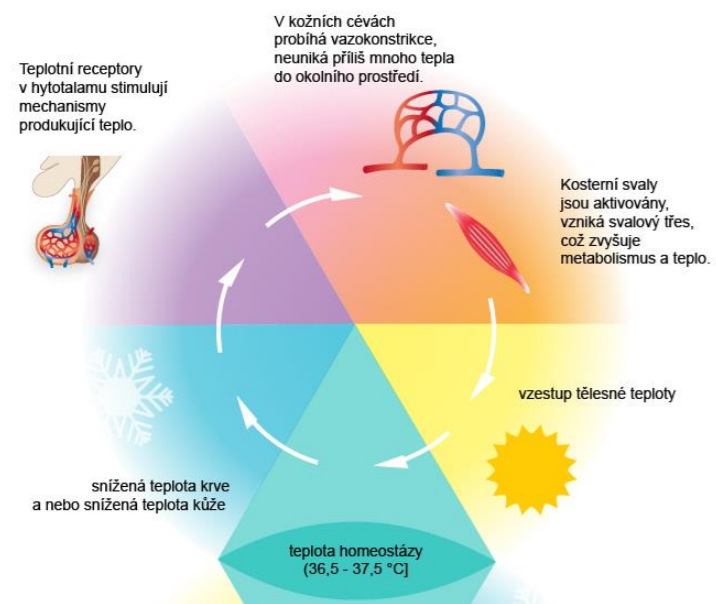 V kožních cévách
probíhá vazokonstrikce,
neuniká příliš mnoho tepla
do okolního prostředí.
Teplotní receptory
v hytotalamu stimulují
mechanismy
produkující teplo.
Kosterní svaly
jsou aktivovány,
vzniká svalový třes,
což zvyšuje
metabolismus a teplo.
vzestup tělesné teploty
snížená teplota krve
a nebo snížená teplota kůže
teplota homeostázy
(36,5 - 37,5 °C]